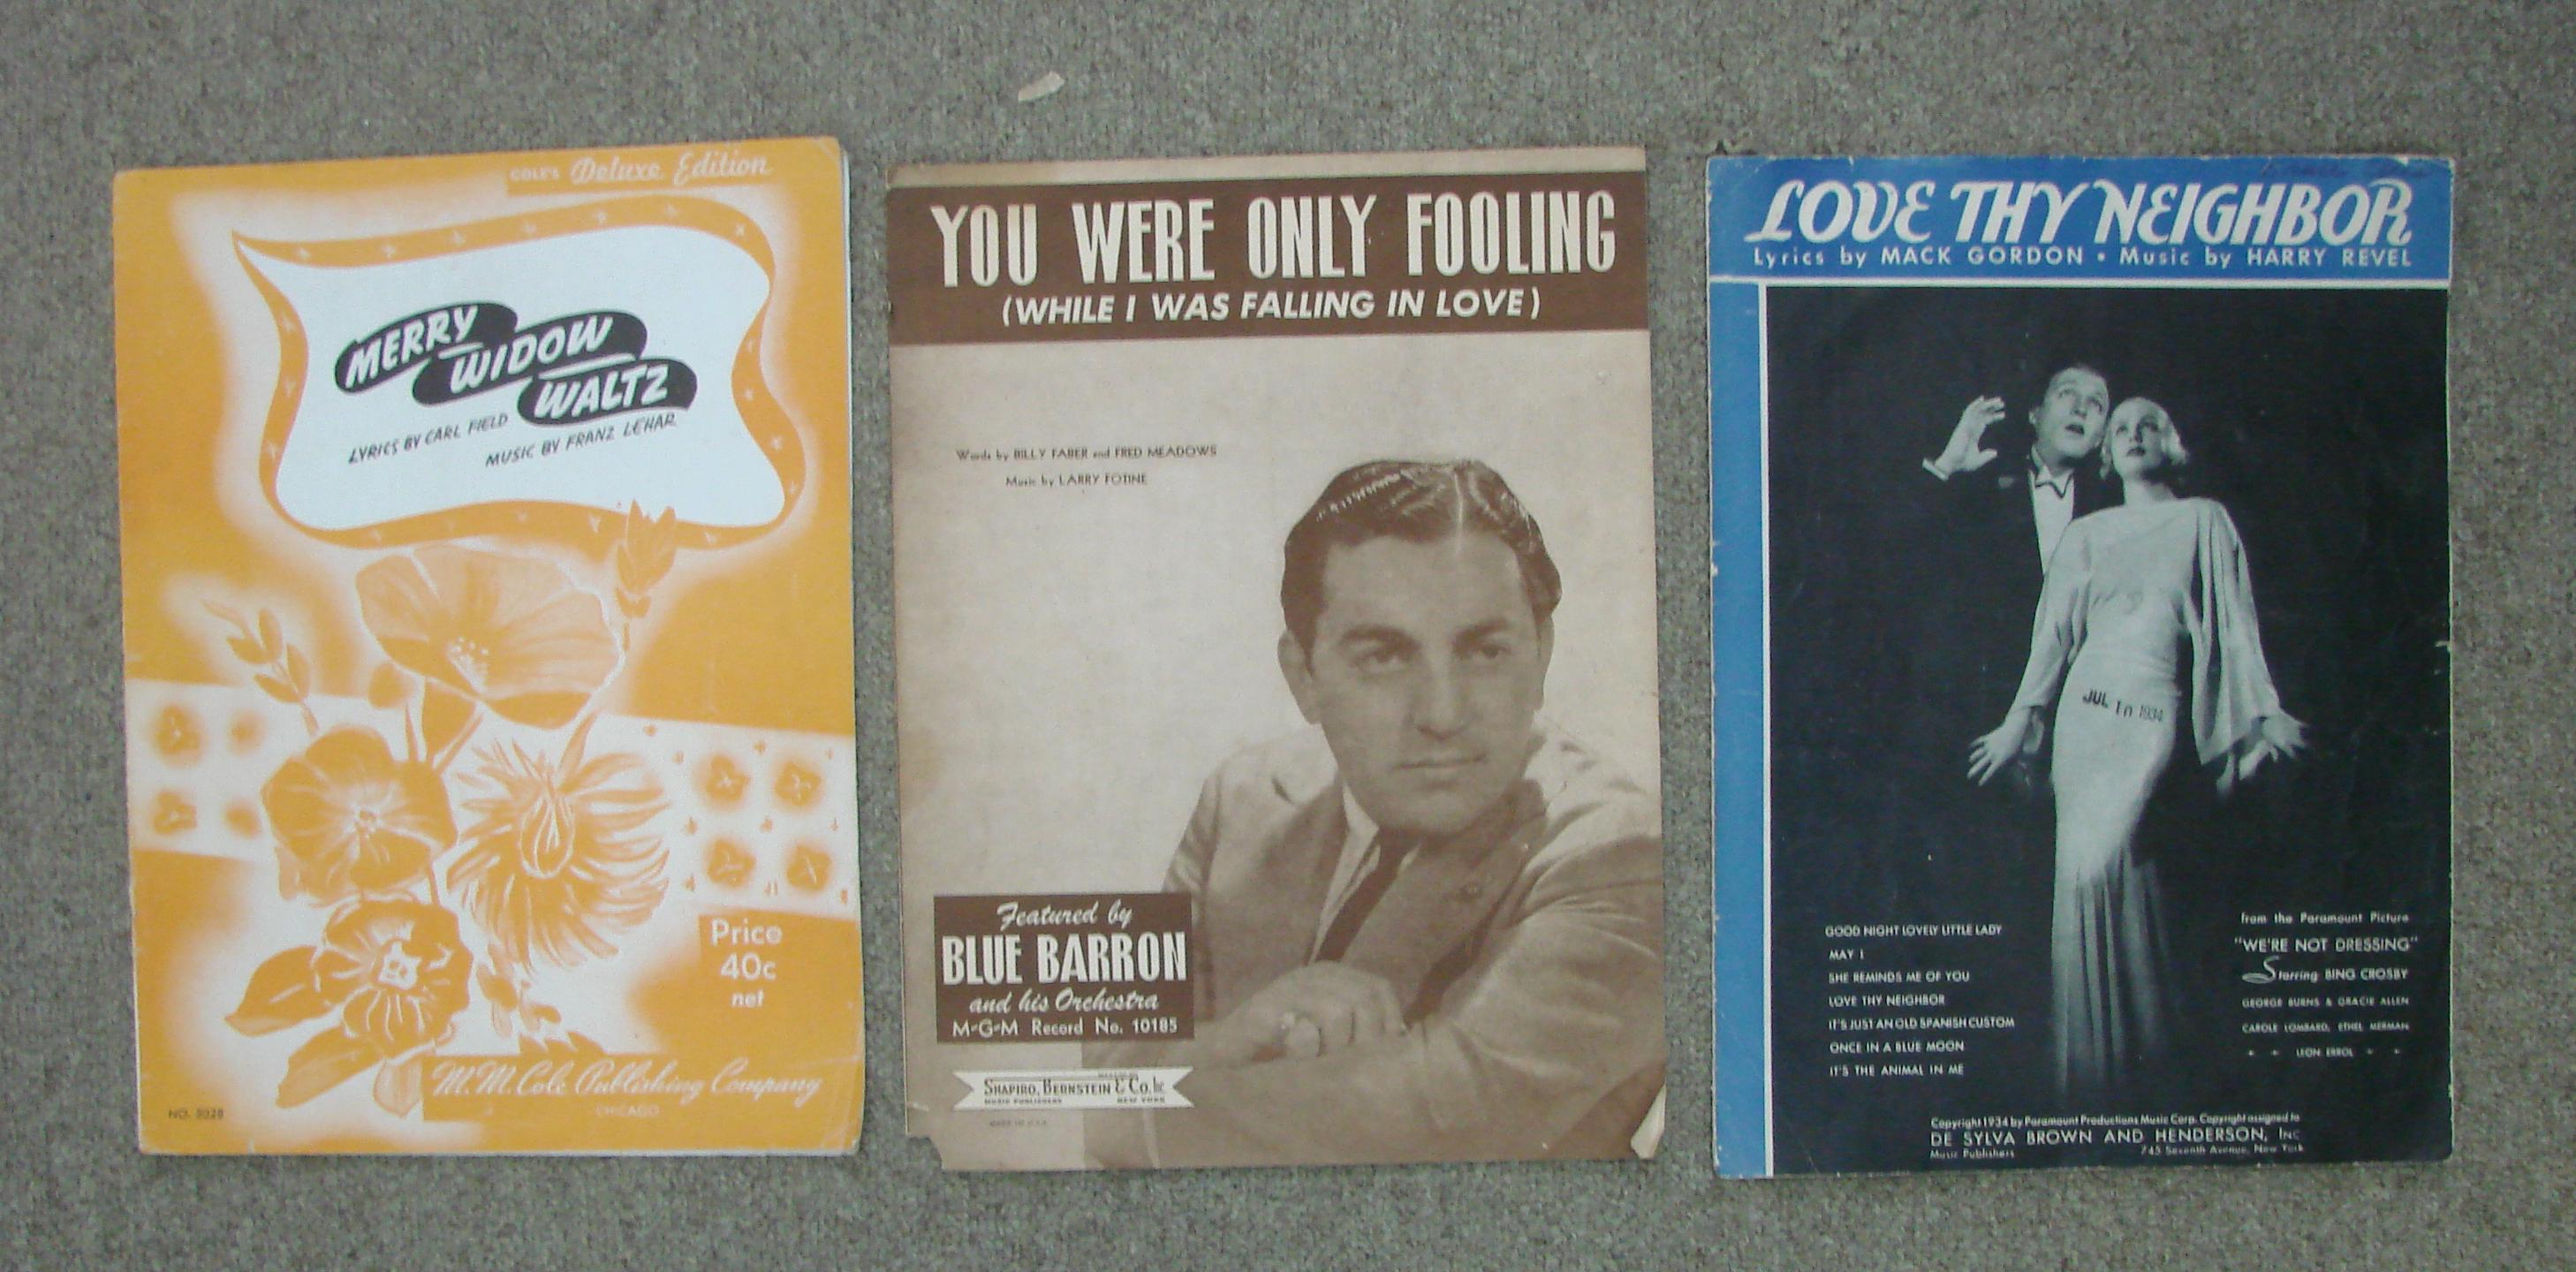 COLE'S Deluxe Edition
MERRY
WIDOW
WALTZ
LYRICS BY CARL FIELD
MUSIC BY FRANZ LEHAR
Price
40c
net
M. M. Cole Publishing Company
CHICAGO
NO. 5028
YOU WERE ONLY FOOLING
(WHILE I WAS FALLING IN LOVE)
Words by BILLY FABER and FRED MEADOWS
Music by LARRY FOTINE
Featured by
BLUE BARRON
and his Orchestra
M-G-M Record No. 10185
SHAPIRO, BERNSTEIN & CO. INC.
MUSIC PUBLISHERS NEW YORK
MADE IN U.S.A.
LOVE THY NEIGHBOR
Lyrics by MACK GORDON • Music by HARRY REVEL
JUL 10 1934
GOOD NIGHT LOVELY LITTLE LADY
MAY I
SHE REMINDS ME OF YOU
LOVE THY NEIGHBOR
IT'S JUST AN OLD SPANISH CUSTOM
ONCE IN A BLUE MOON
IT'S THE ANIMAL IN ME
from the Paramount Picture
"WE'RE NOT DRESSING"
Starring BING CROSBY
GEORGE BURNS & GRACIE ALLEN
CAROLE LOMBARD, ETHEL MERMAN
LEON ERROL
Copyright 1934 by Paramount Productions Music Corp. Copyright assigned to
DE SYLVA BROWN AND HENDERSON, INC
Music Publishers 745 Seventh Avenue, New York